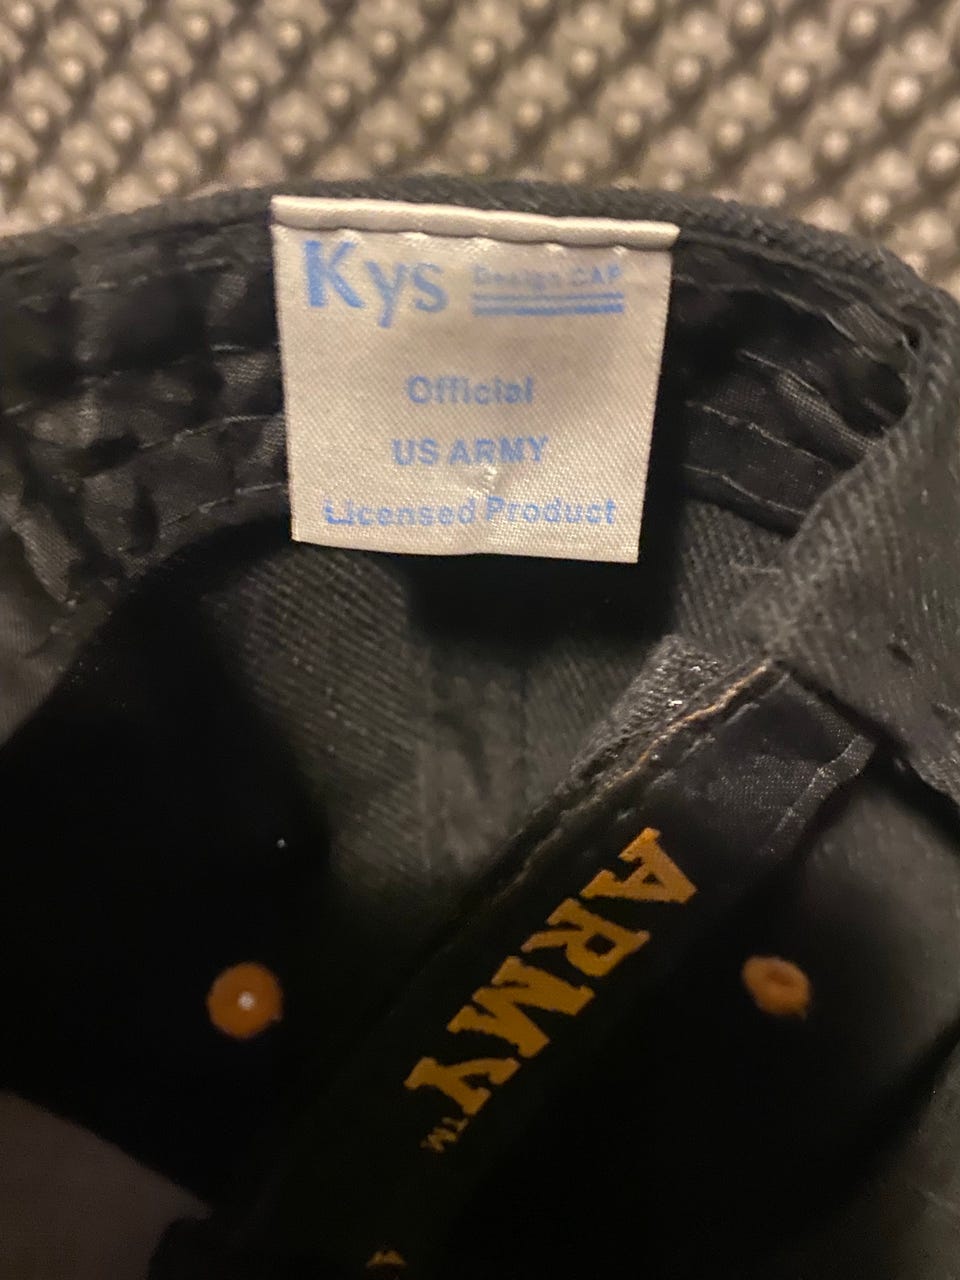 Kys Design CAP
Official
US ARMY
Licensed Product
ARMY™